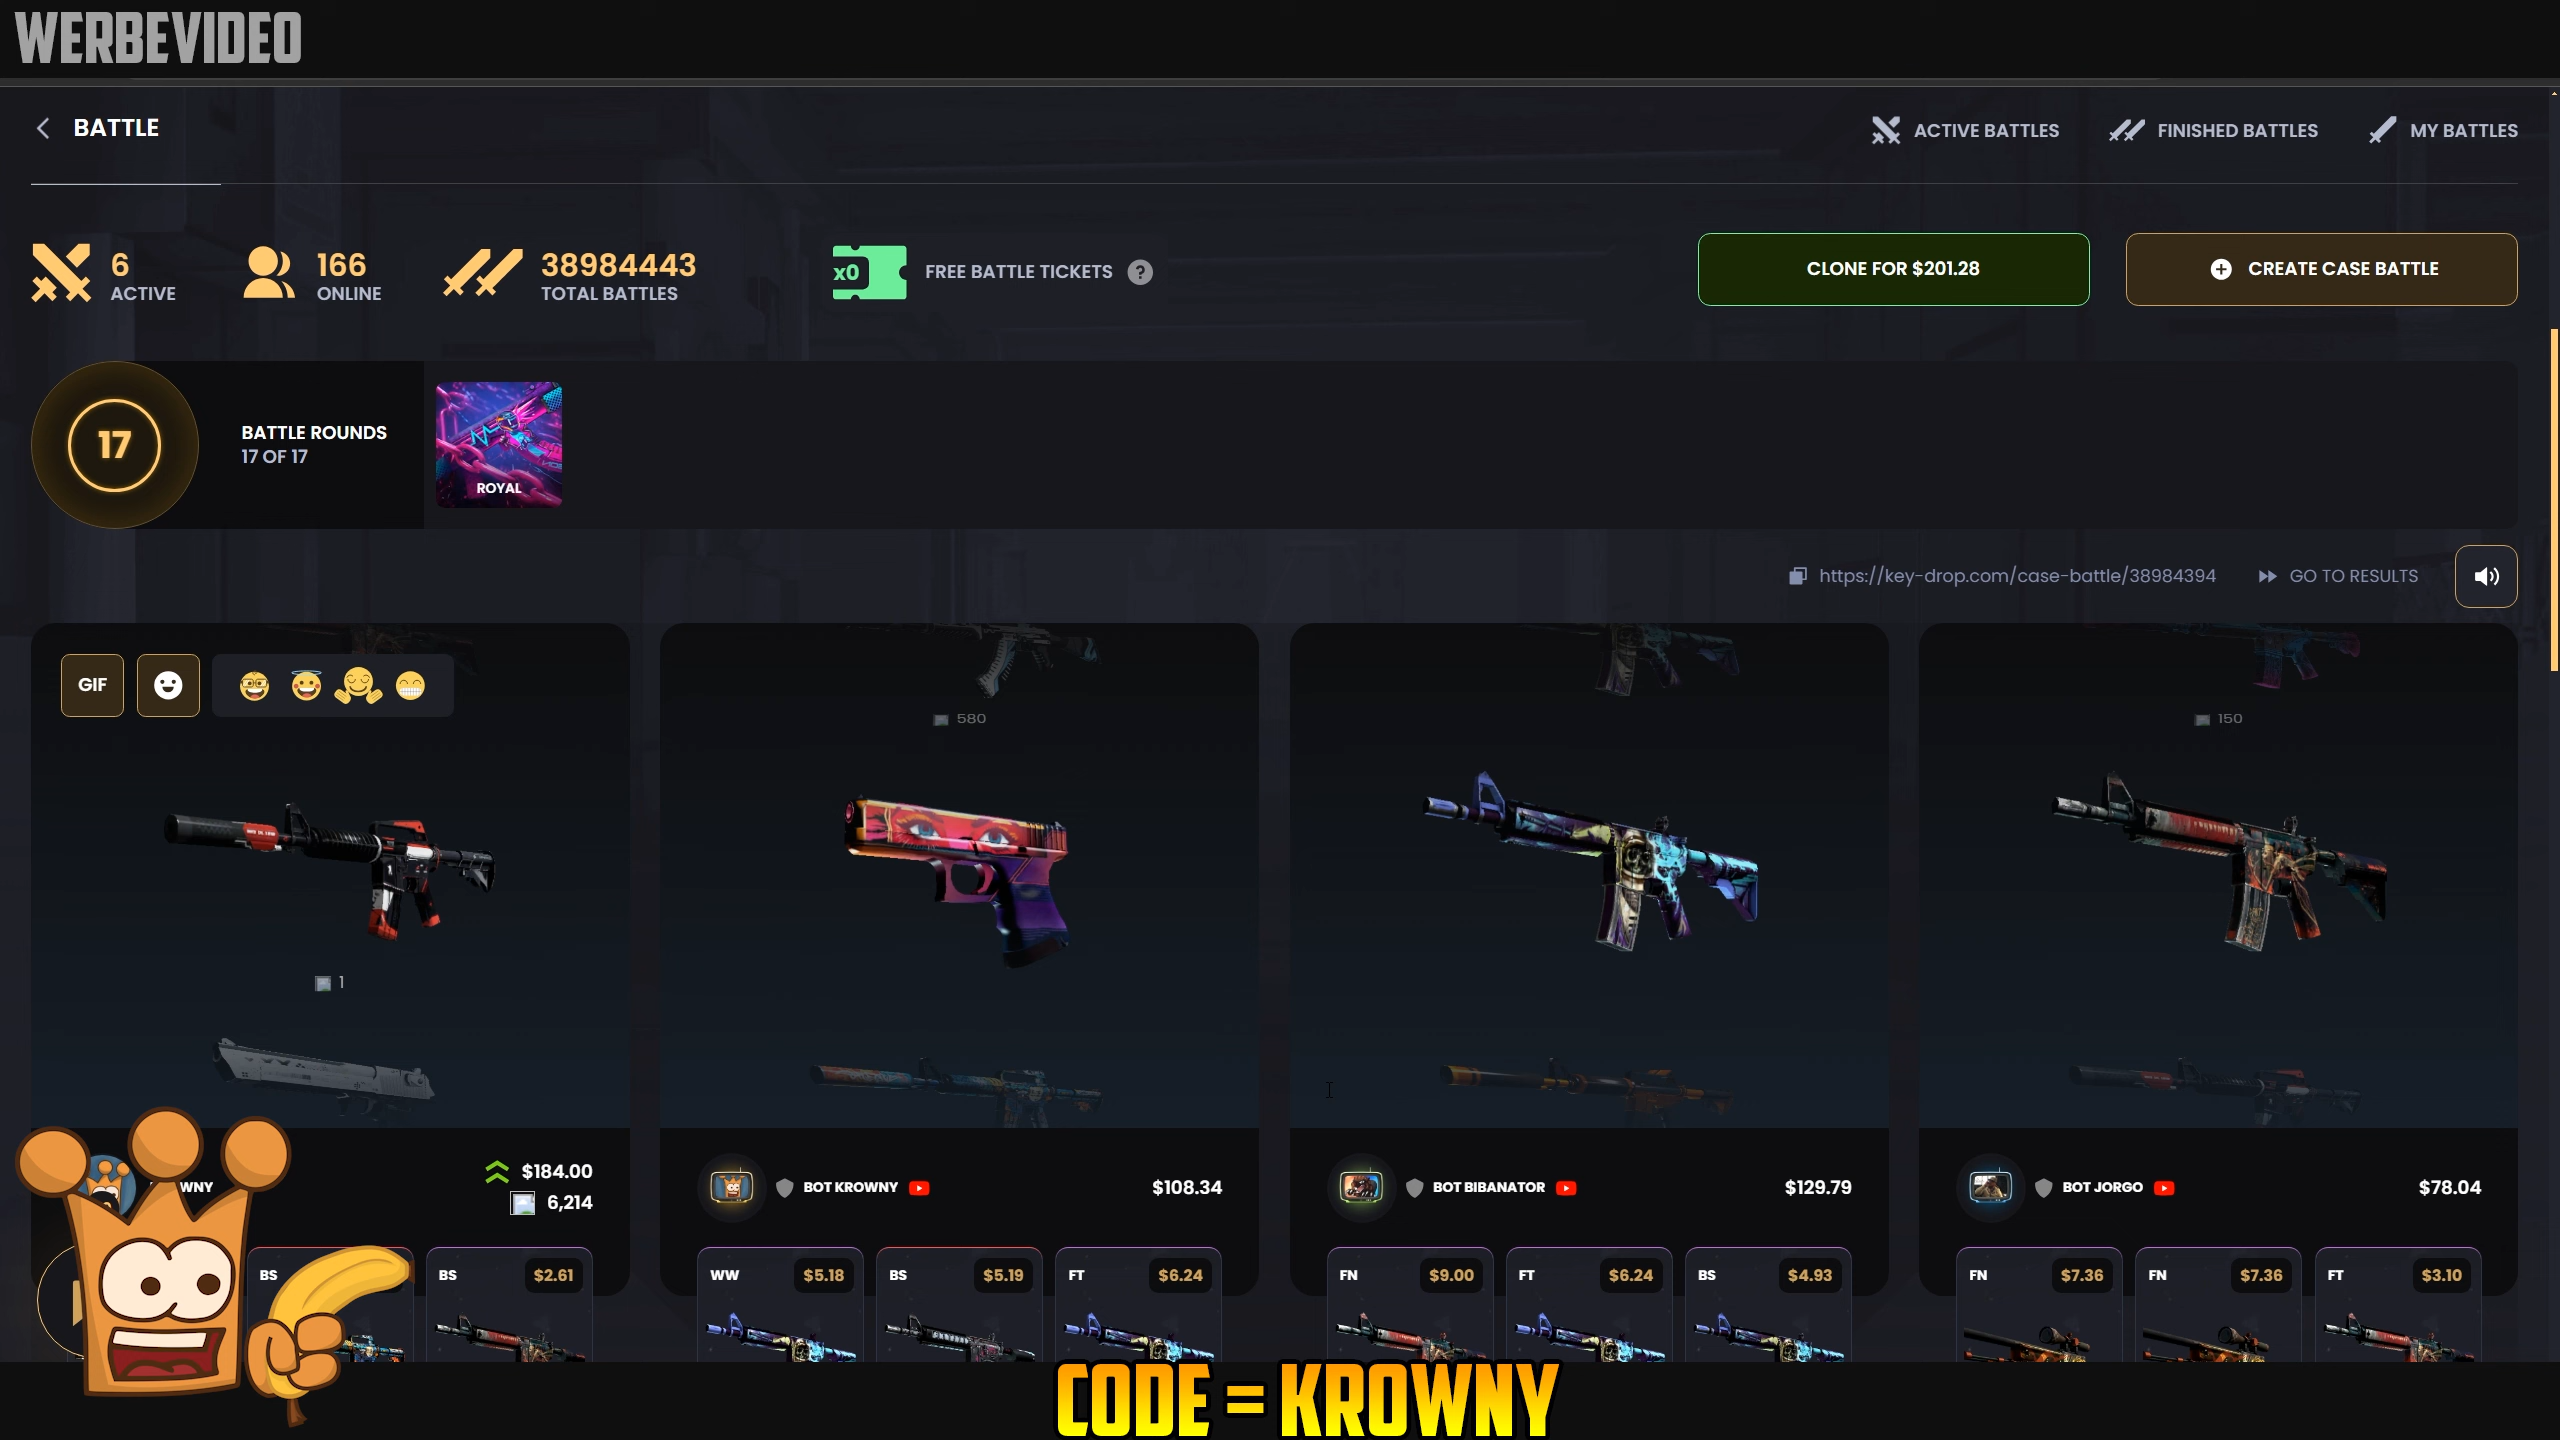 WERBEVIDEO
BATTLE
ACTIVE BATTLES
FINISHED BATTLES
MY BATTLES
6
ACTIVE
166
ONLINE
38984443
TOTAL BATTLES
x0
FREE BATTLE TICKETS
?
CLONE FOR $201.28
CREATE CASE BATTLE
17
BATTLE ROUNDS
17 OF 17
ROYAL
https://key-drop.com/case-battle/38984394
GO TO RESULTS
GIF
580
150
1
WNY
$184.00
6,214
BOT KROWNY
$108.34
BOT BIBANATOR
$129.79
BOT JORGO
$78.04
BS
BS
$2.61
WW
$5.18
BS
$5.19
FT
$6.24
FN
$9.00
FT
$6.24
BS
$4.93
FN
$7.36
FN
$7.36
FT
$3.10
CODE = KROWNY